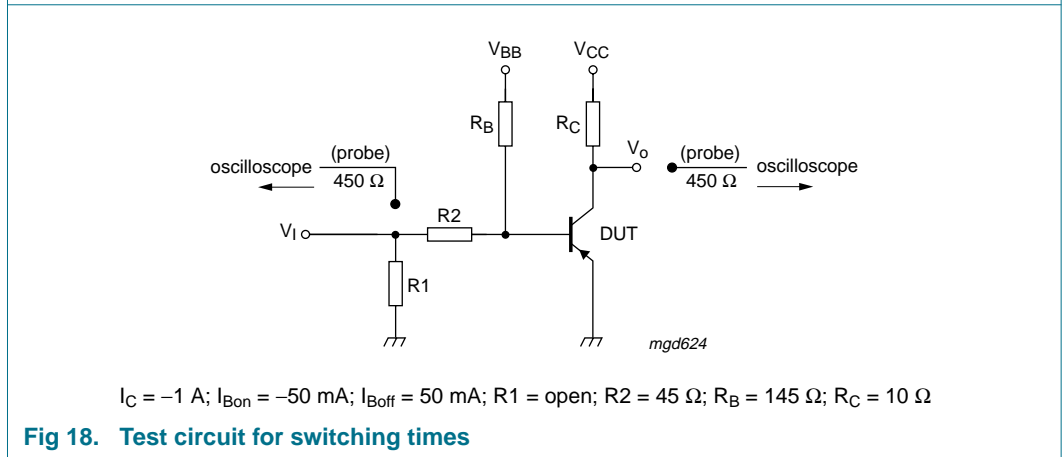 VBB
VCC
RB
RC
Vo
(probe)
450 Ω
oscilloscope
(probe)
450 Ω
oscilloscope
R2
VI
DUT
R1
mgd624
IC = −1 A; IBon = −50 mA; IBoff = 50 mA; R1 = open; R2 = 45 Ω; RB = 145 Ω; RC = 10 Ω
Fig 18. Test circuit for switching times